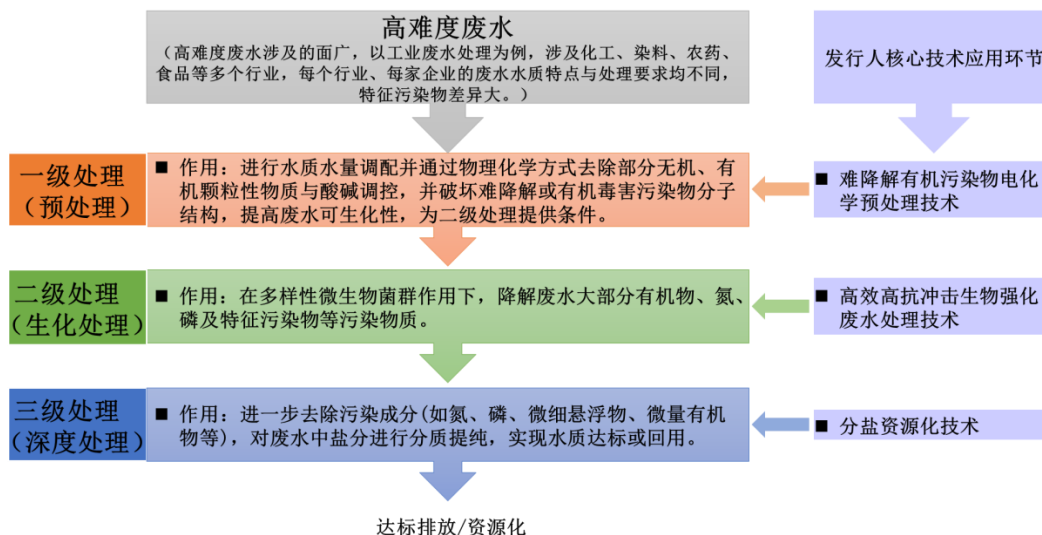 高难度废水
（高难度废水涉及的面广，以工业废水处理为例，涉及化工、染料、农药、
食品等多个行业，每个行业、每家企业的废水水质特点与处理要求均不同，
特征污染物差异大。）
发行人核心技术应用环节
一级处理
（预处理）
■ 作用：进行水质水量调配并通过物理化学方式去除部分无机、有
机颗粒性物质与酸碱调控，并破坏难降解或有机毒害污染物分子
结构，提高废水可生化性，为二级处理提供条件。
■ 难降解有机污染物电化
学预处理技术
二级处理
（生化处理）
■ 作用：在多样性微生物菌群作用下，降解废水大部分有机物、氮、
磷及特征污染物等污染物质。
■ 高效高抗冲击生物强化
废水处理技术
三级处理
（深度处理）
■ 作用：进一步去除污染成分(如氮、磷、微细悬浮物、微量有机
物等)，对废水中盐分进行分质提纯，实现水质达标或回用。
■ 分盐资源化技术
达标排放/资源化